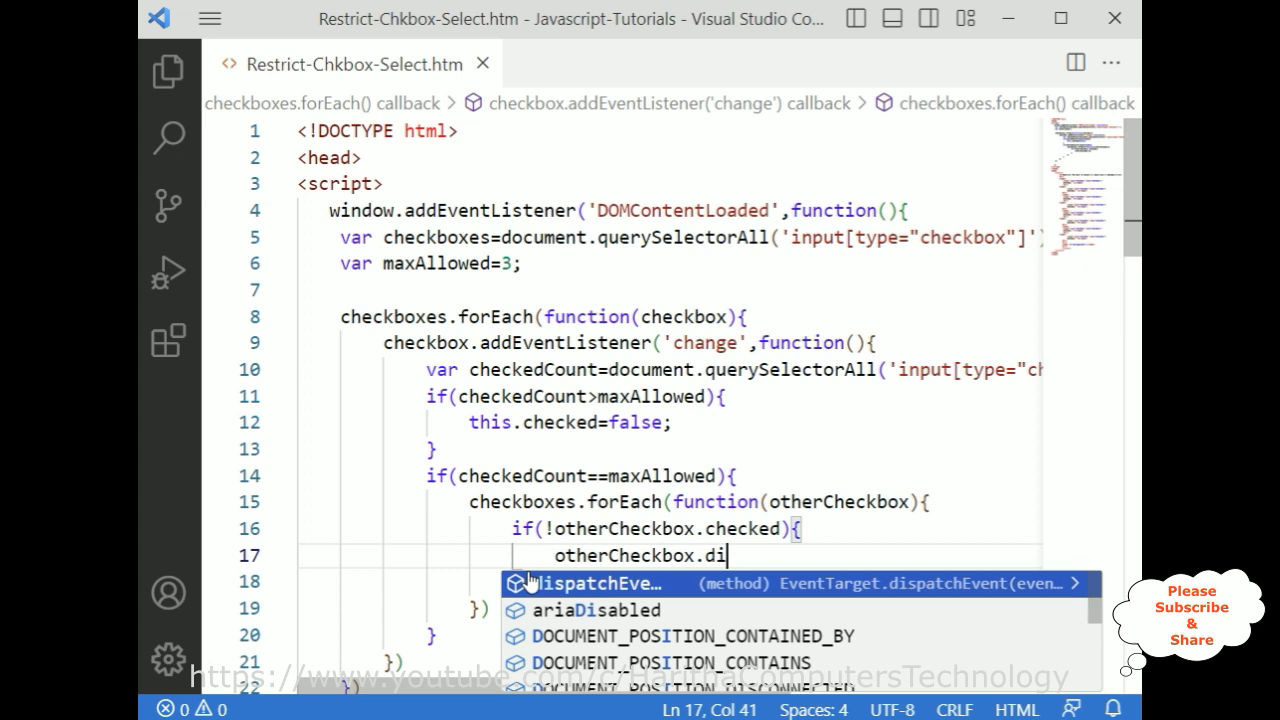 Restrict-Chkbox-Select.htm - Javascript-Tutorials - Visual Studio Co...
Restrict-Chkbox-Select.htm
checkboxes.forEach() callback > checkbox.addEventListener('change') callback > checkboxes.forEach() callback
1 <!DOCTYPE html>
2 <head>
3 <script>
4 window.addEventListener('DOMContentLoaded',function(){
5 var checkboxes=document.querySelectorAll('input[type="checkbox"]')
6 var maxAllowed=3;
7
8 checkboxes.forEach(function(checkbox){
9 checkbox.addEventListener('change',function(){
10 var checkedCount=document.querySelectorAll('input[type="ch
11 if(checkedCount>maxAllowed){
12 this.checked=false;
13 }
14 if(checkedCount==maxAllowed){
15 checkboxes.forEach(function(otherCheckbox){
16 if(!otherCheckbox.checked){
17 otherCheckbox.di
18 dispatchEve... (method) EventTarget.dispatchEvent(even...
19 }) ariaDisabled
20 } DOCUMENT_POSITION_CONTAINED_BY
21 }) DOCUMENT_POSITION_CONTAINS
22 }) DOCUMENT_POSITION_DISCONNECTED
https://www.youtube.com/c/HarithaComputersTechnology
Please
Subscribe
&
Share
0 0 Ln 17, Col 41 Spaces: 4 UTF-8 CRLF HTML